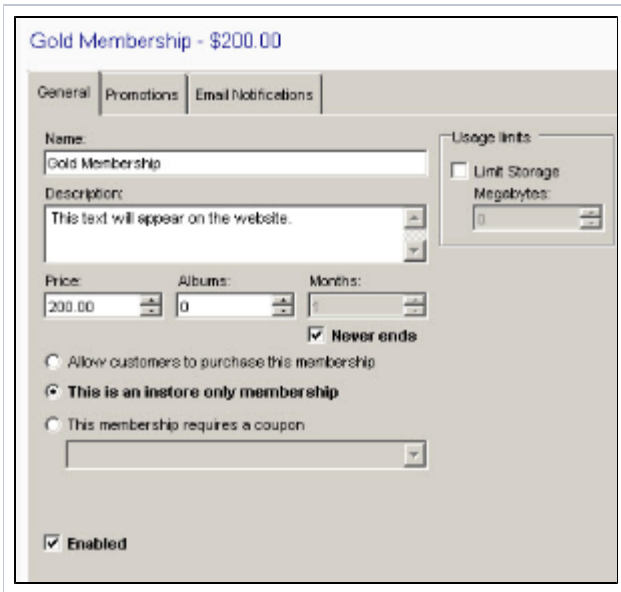 Gold Membership - $200.00
General Promotions Email Notifications
Name:
Gold Membership
Usage limits
Limit Storage
Megabytes:
0
Description:
This text will appear on the website.
Price: Albums: Months:
200.00 0 1
Never ends
Allow customers to purchase this membership
This is an instore only membership
This membership requires a coupon
Enabled